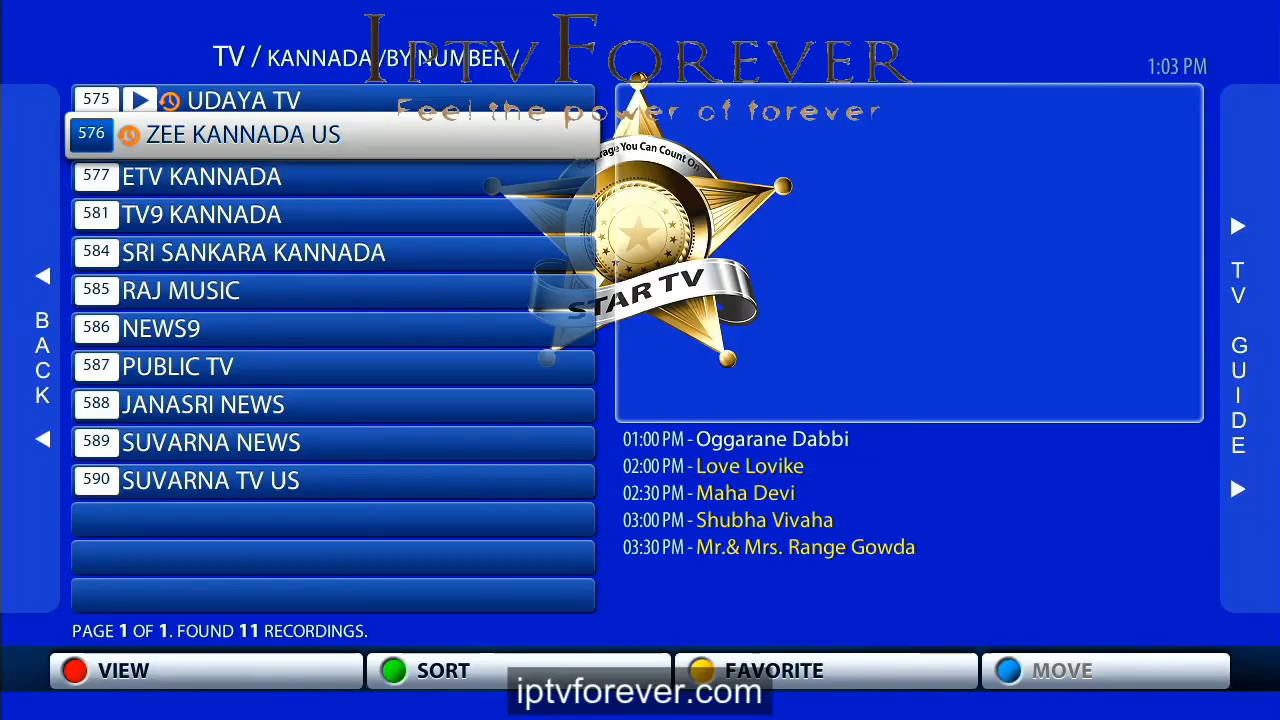 IptvForever
TV / KANNADA /BY NUMBER /
1:03 PM
Feel the power of forever
575 UDAYA TV
576 ZEE KANNADA US
577 ETV KANNADA
581 TV9 KANNADA
584 SRI SANKARA KANNADA
585 RAJ MUSIC
586 NEWS9
587 PUBLIC TV
588 JANASRI NEWS
589 SUVARNA NEWS
590 SUVARNA TV US
You Can Count On
STAR TV
BACK
TV GUIDE
01:00 PM - Oggarane Dabbi
02:00 PM - Love Lovike
02:30 PM - Maha Devi
03:00 PM - Shubha Vivaha
03:30 PM - Mr.& Mrs. Range Gowda
PAGE 1 OF 1. FOUND 11 RECORDINGS.
VIEW SORT FAVORITE MOVE
iptvforever.com